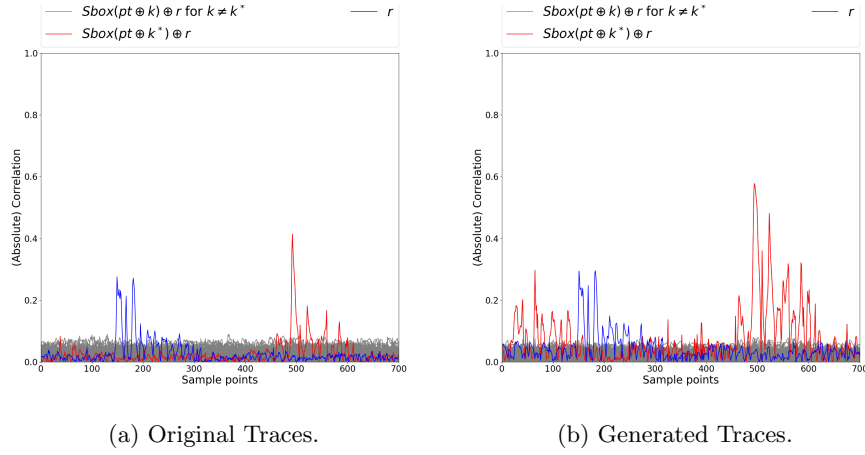 Sbox(pt ⊕ k) ⊕ r for k ≠ k* r
Sbox(pt ⊕ k*) ⊕ r
1.0
0.8
0.6
0.4
0.2
0.0
(Absolute) Correlation
0 100 200 300 400 500 600 700
Sample points
(a) Original Traces.
Sbox(pt ⊕ k) ⊕ r for k ≠ k* r
Sbox(pt ⊕ k*) ⊕ r
1.0
0.8
0.6
0.4
0.2
0.0
(Absolute) Correlation
0 100 200 300 400 500 600 700
Sample points
(b) Generated Traces.